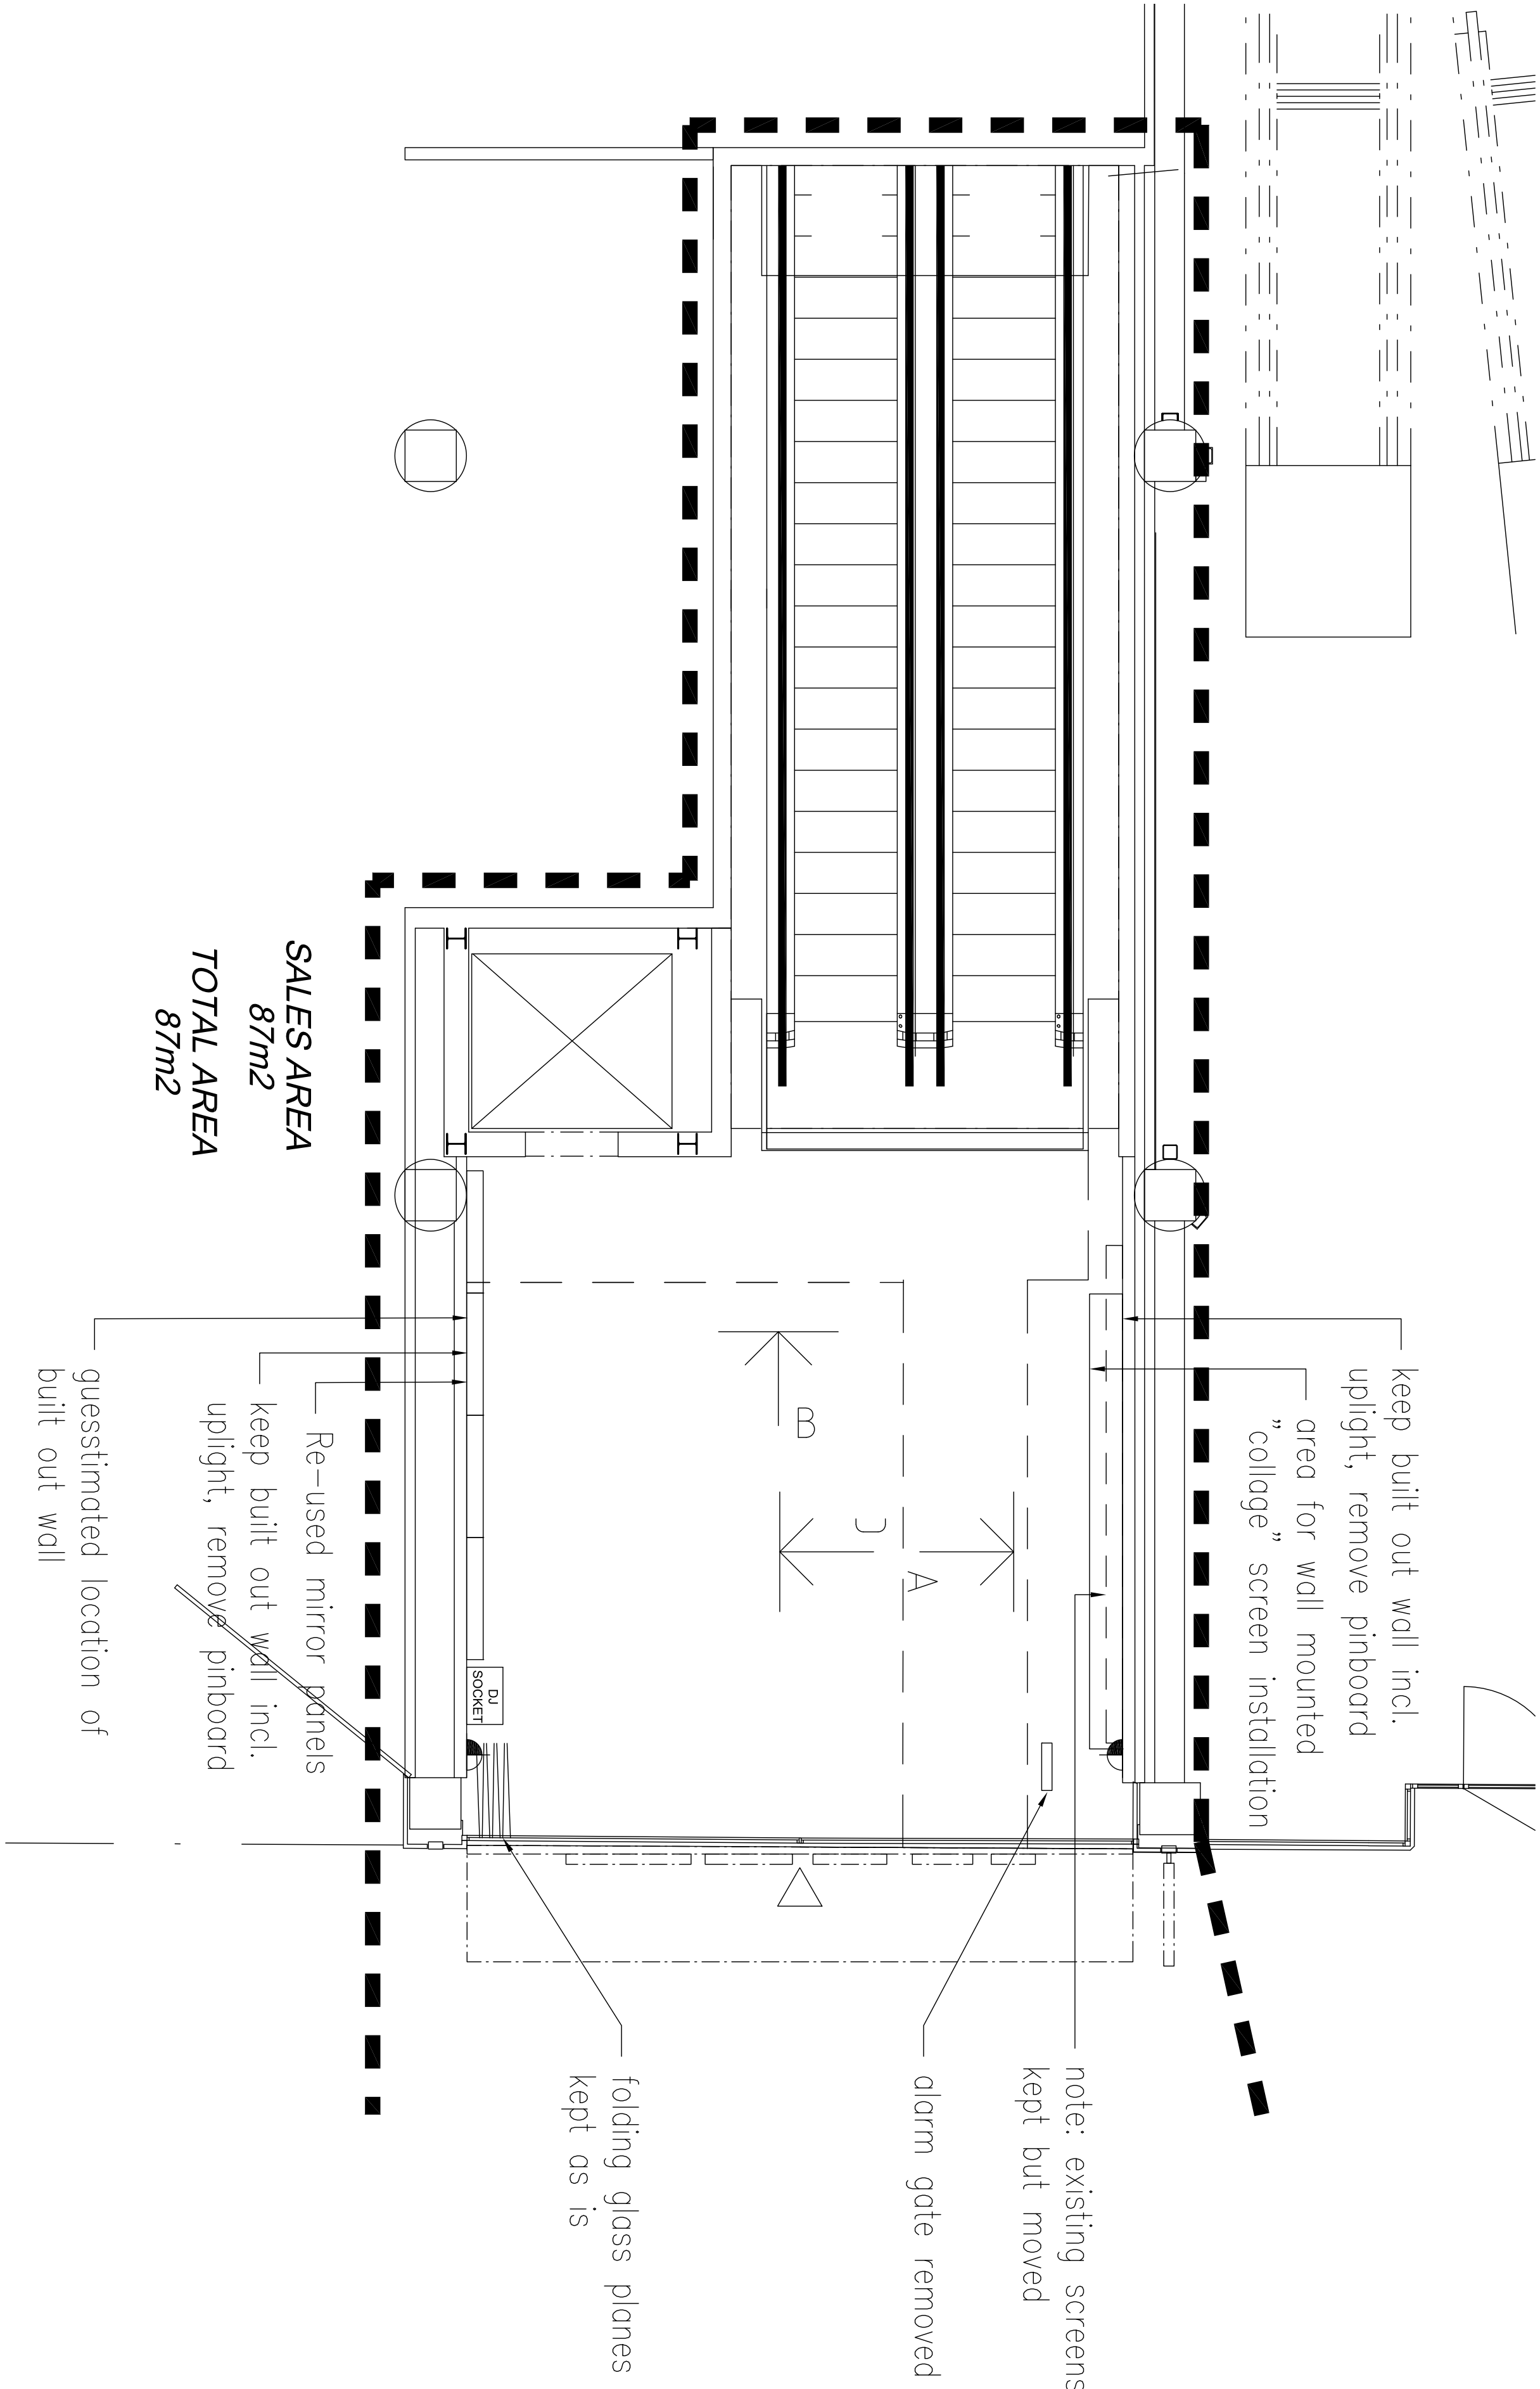 keep built out wall incl.
uplight, remove pinboard
area for wall mounted
"collage" screen installation
note: existing screens
kept but moved
alarm gate removed
folding glass planes
kept as is
A
J
B
DJ
SOCKET
Re-used mirror panels
keep built out wall incl.
uplight, remove pinboard
guesstimated location of
built out wall
SALES AREA
87m2
TOTAL AREA
87m2